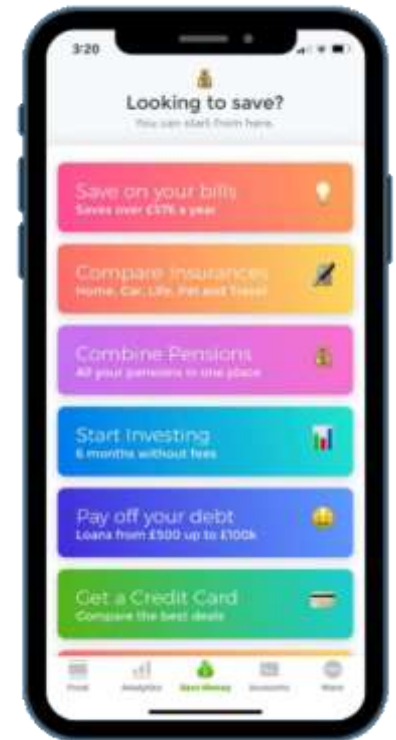 3:20
Looking to save?
You can start from here.
Save on your bills
Saves over £376 a year
Compare Insurances
Home, Car, Life, Pet and Travel
Combine Pensions
All your pensions in one place
Start Investing
6 months without fees
Pay off your debt
Loans from £500 up to £100k
Get a Credit Card
Compare the best deals
Analytics
Save Money
Accounts
More